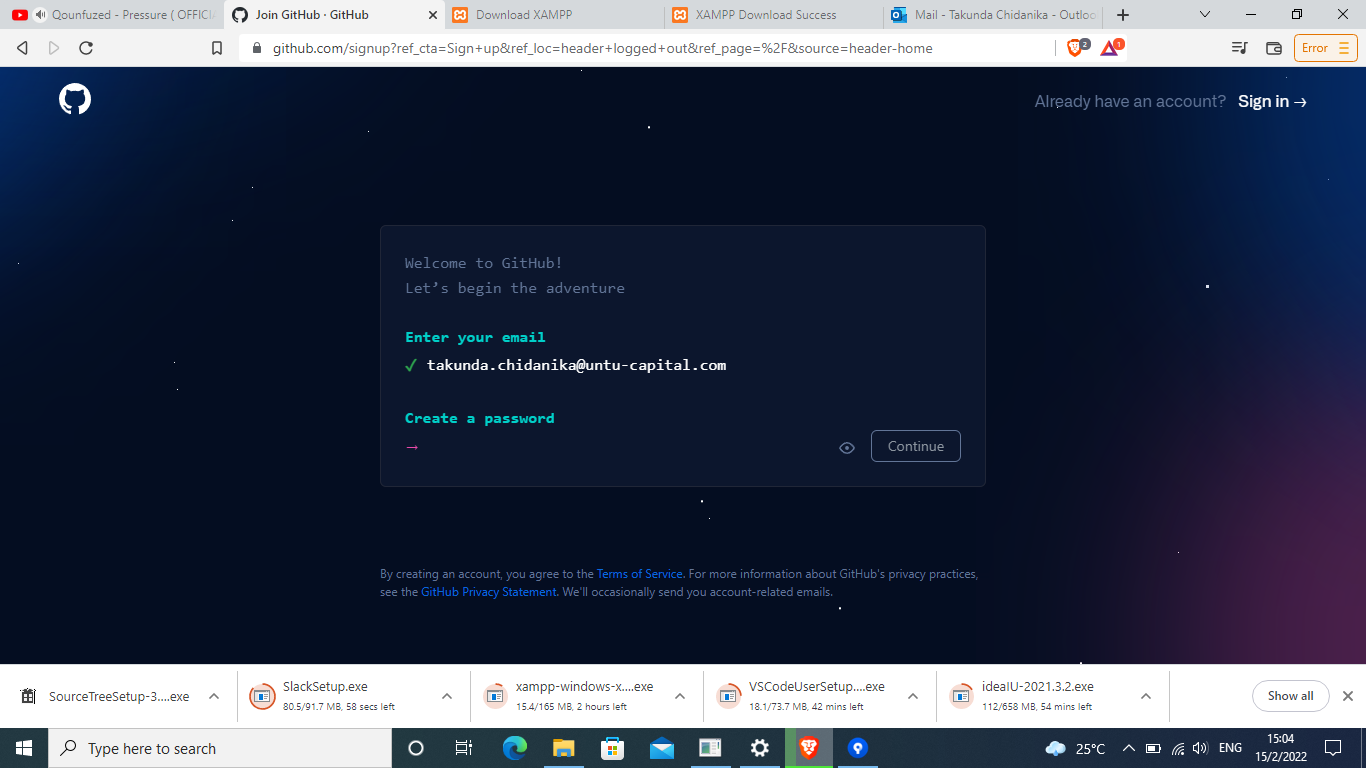 Qounfuzed - Pressure ( OFFICI
Join GitHub · GitHub
Download XAMPP
XAMPP Download Success
Mail - Takunda Chidanika - Outloo
github.com/signup?ref_cta=Sign+up&ref_loc=header+logged+out&ref_page=%2F&source=header-home
2
1
Error
Already have an account? Sign in →
Welcome to GitHub!
Let’s begin the adventure
Enter your email
✓ takunda.chidanika@untu-capital.com
Create a password
→
Continue
By creating an account, you agree to the Terms of Service. For more information about GitHub's privacy practices,
see the GitHub Privacy Statement. We'll occasionally send you account-related emails.
SourceTreeSetup-3....exe
SlackSetup.exe
80.5/91.7 MB, 58 secs left
xampp-windows-x....exe
15.4/165 MB, 2 hours left
VSCodeUserSetup....exe
18.1/73.7 MB, 42 mins left
ideaIU-2021.3.2.exe
112/658 MB, 54 mins left
Show all
Type here to search
25°C
ENG
15:04
15/2/2022